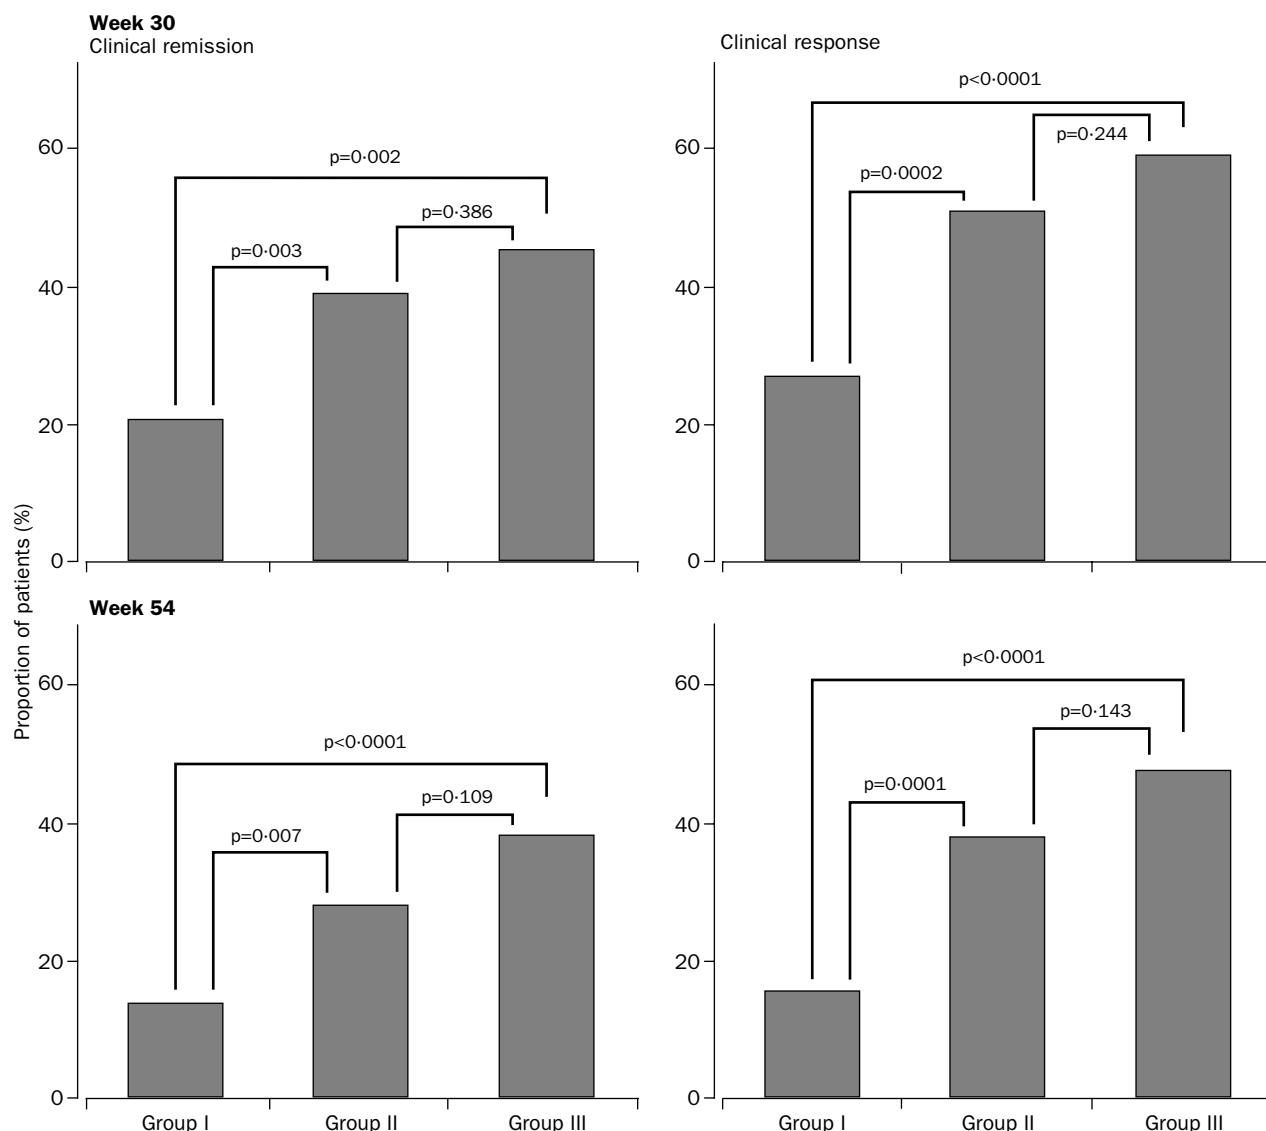 Week 30
Clinical remission
Clinical response
Proportion of patients (%)
60
40
20
0
p=0·002
p=0·003
p=0·386
60
40
20
0
p<0·0001
p=0·0002
p=0·244
Week 54
60
40
20
0
p<0·0001
p=0·007
p=0·109
Group I
Group II
Group III
60
40
20
0
p<0·0001
p=0·0001
p=0·143
Group I
Group II
Group III